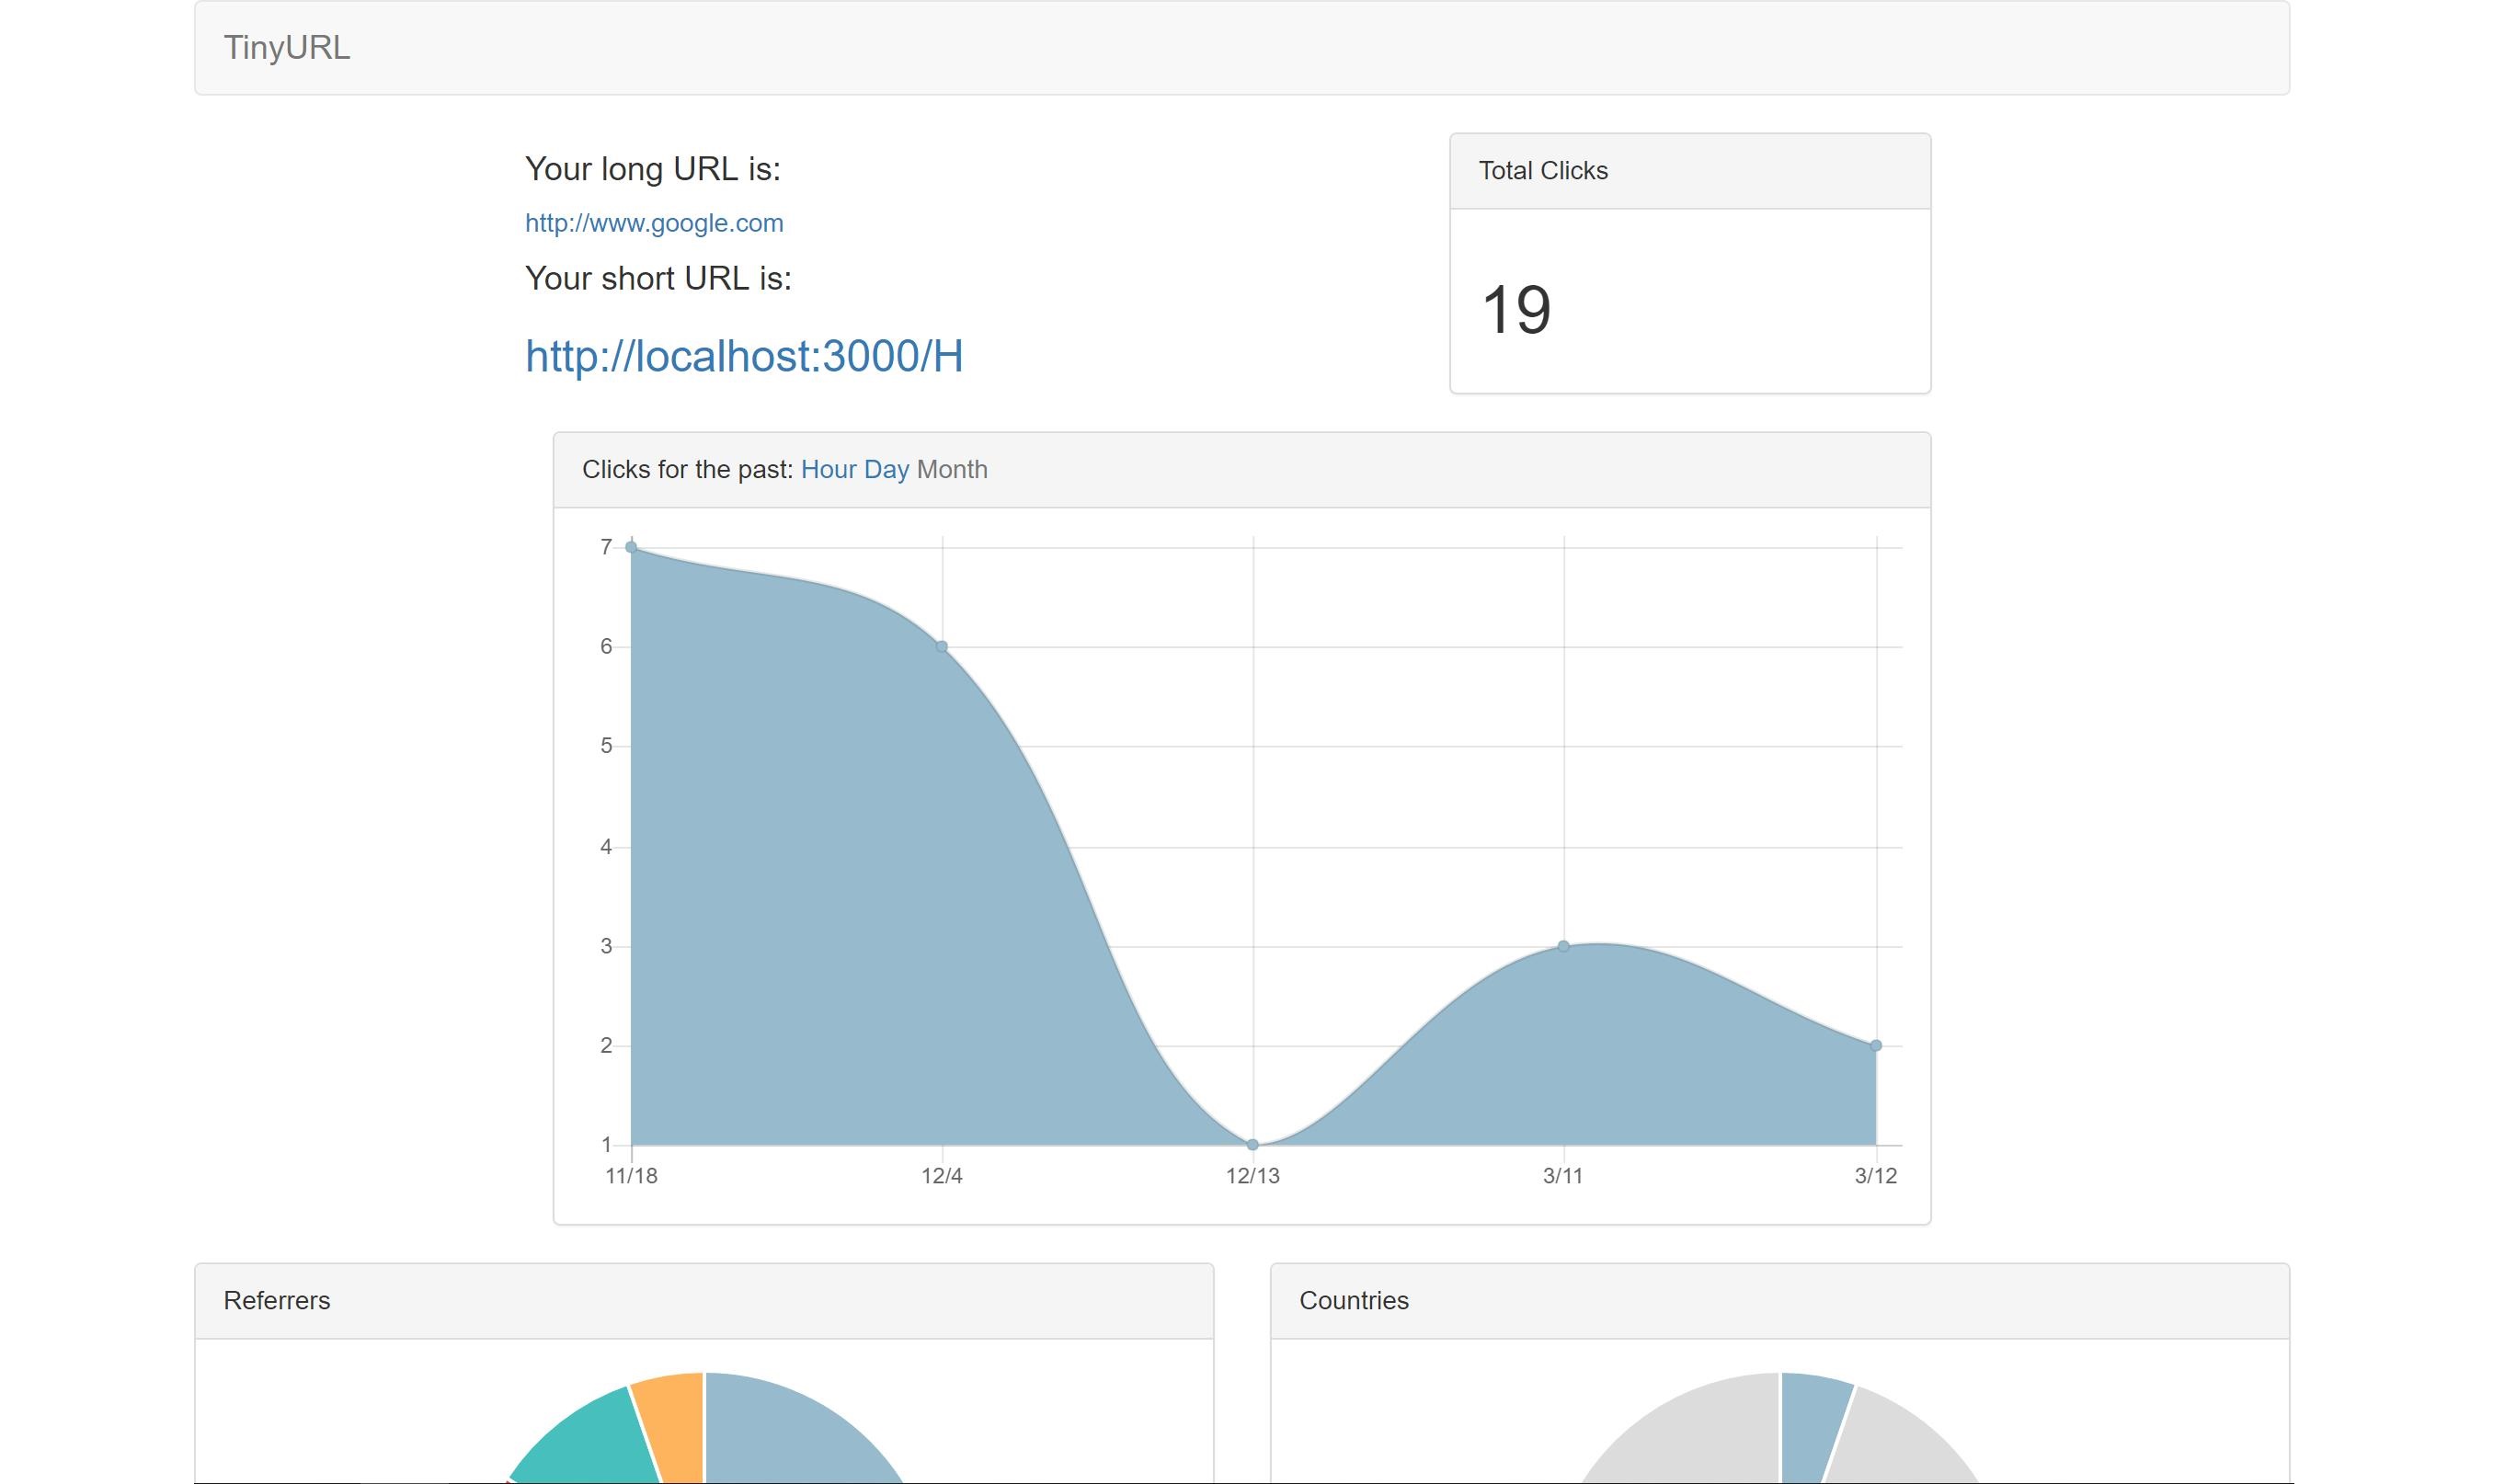 TinyURL
Your long URL is:
http://www.google.com
Your short URL is:
http://localhost:3000/H
Total Clicks
19
Clicks for the past: Hour Day Month
7
6
5
4
3
2
1
11/18 12/4 12/13 3/11 3/12
Referrers
Countries